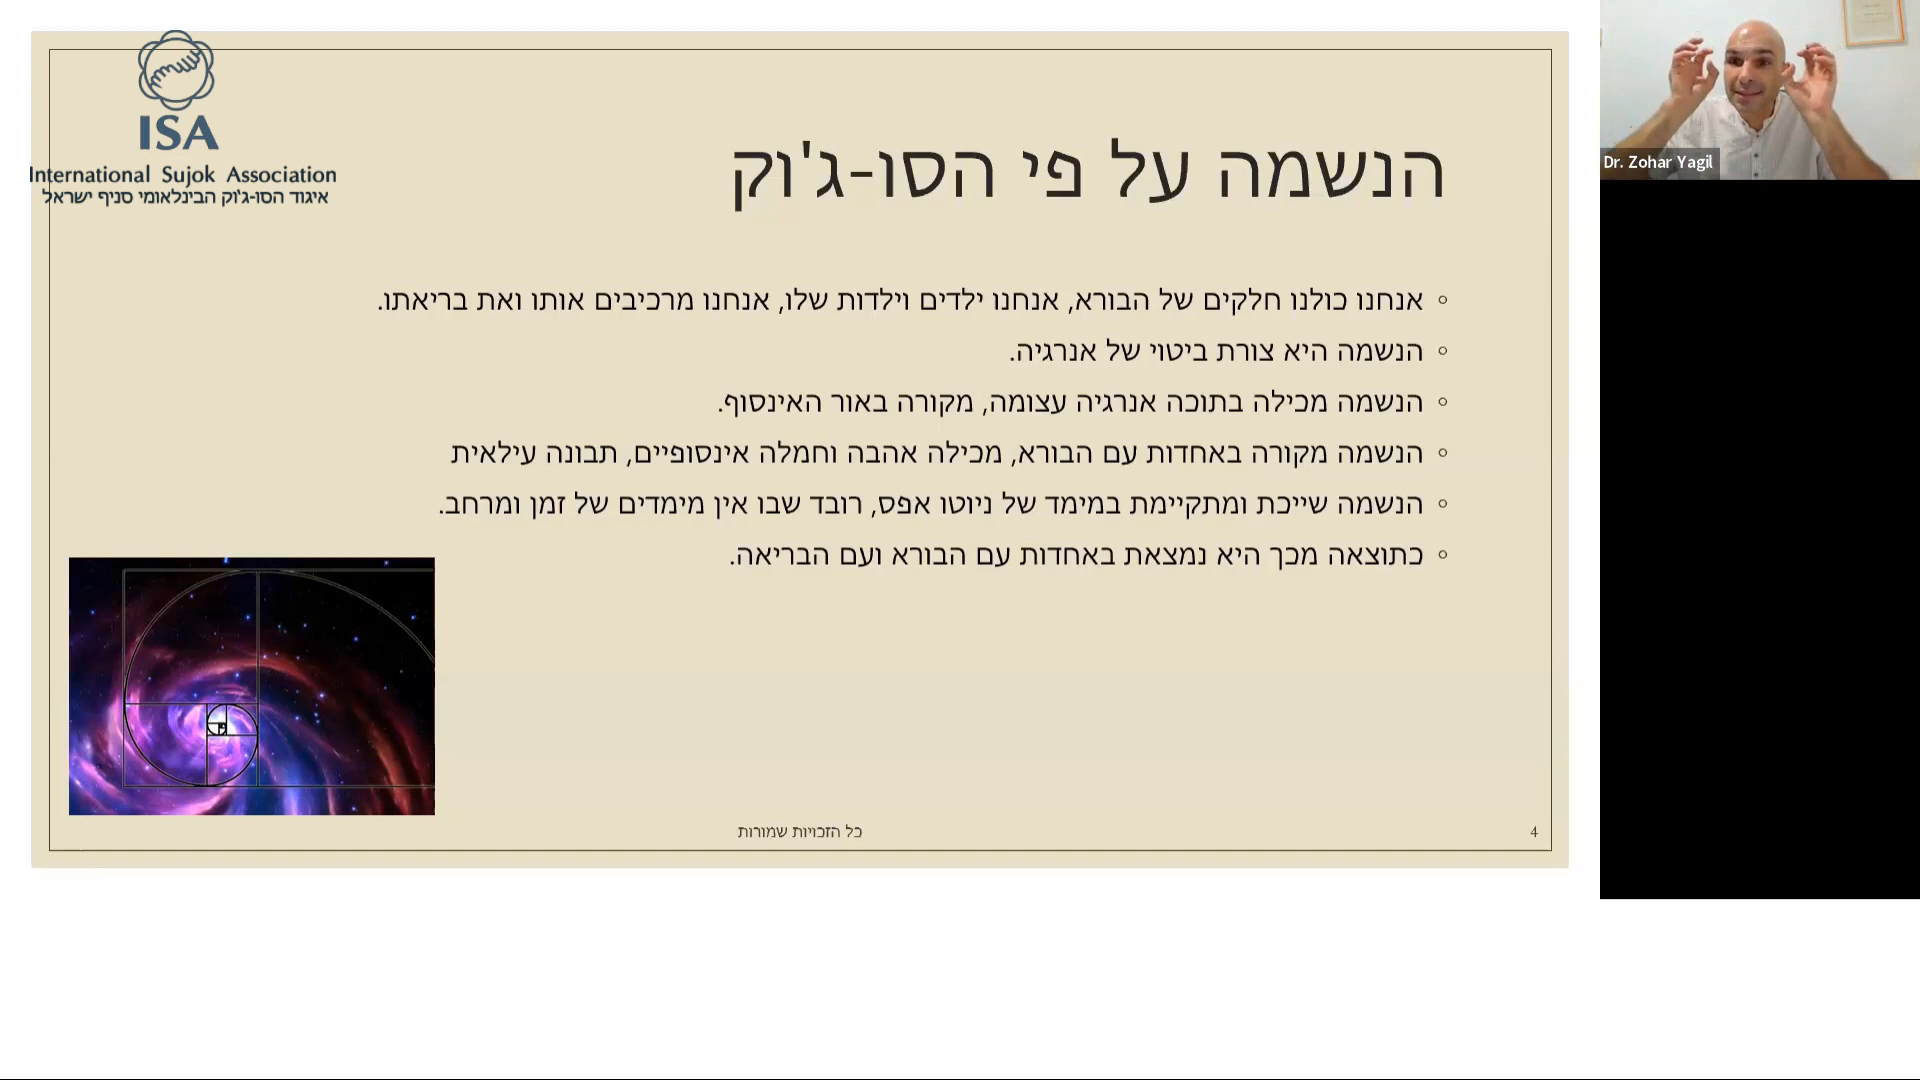 ISA
International Sujok Association
איגוד הסו-ג'וק הבינלאומי סניף ישראל
הנשמה על פי הסו-ג'וק
◦ אנחנו כולנו חלקים של הבורא, אנחנו ילדים וילדות שלו, אנחנו מרכיבים אותו ואת בריאתו.
◦ הנשמה היא צורת ביטוי של אנרגיה.
◦ הנשמה מכילה בתוכה אנרגיה עצומה, מקורה באור האינסוף.
◦ הנשמה מקורה באחדות עם הבורא, מכילה אהבה וחמלה אינסופיים, תבונה עילאית
◦ הנשמה שייכת ומתקיימת במימד של ניוטו אפס, רובד שבו אין מימדים של זמן ומרחב.
◦ כתוצאה מכך היא נמצאת באחדות עם הבורא ועם הבריאה.
כל הזכויות שמורות
4
Dr. Zohar Yagil